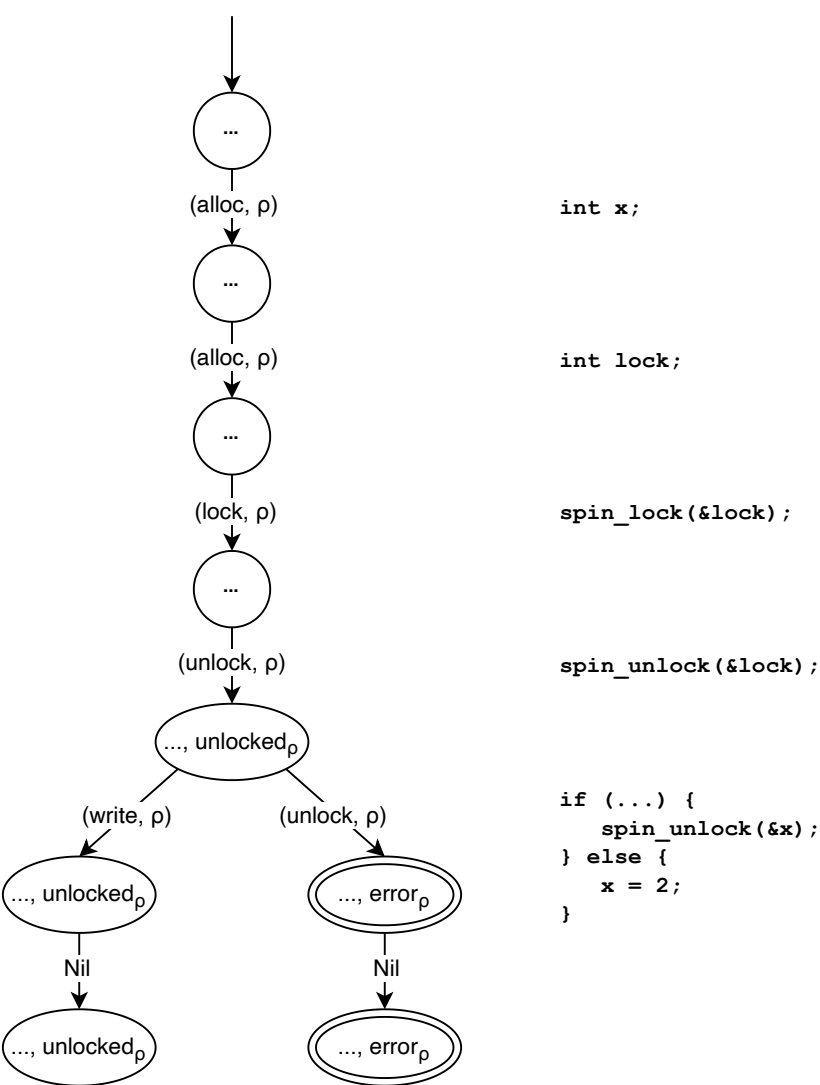 ...
(alloc, ρ)
int x;
...
(alloc, ρ)
int lock;
...
(lock, ρ)
spin_lock(&lock);
...
(unlock, ρ)
spin_unlock(&lock);
..., unlockedρ
(write, ρ)
(unlock, ρ)
if (...) {
spin_unlock(&x);
} else {
x = 2;
}
..., unlockedρ
..., errorρ
Nil
Nil
..., unlockedρ
..., errorρ